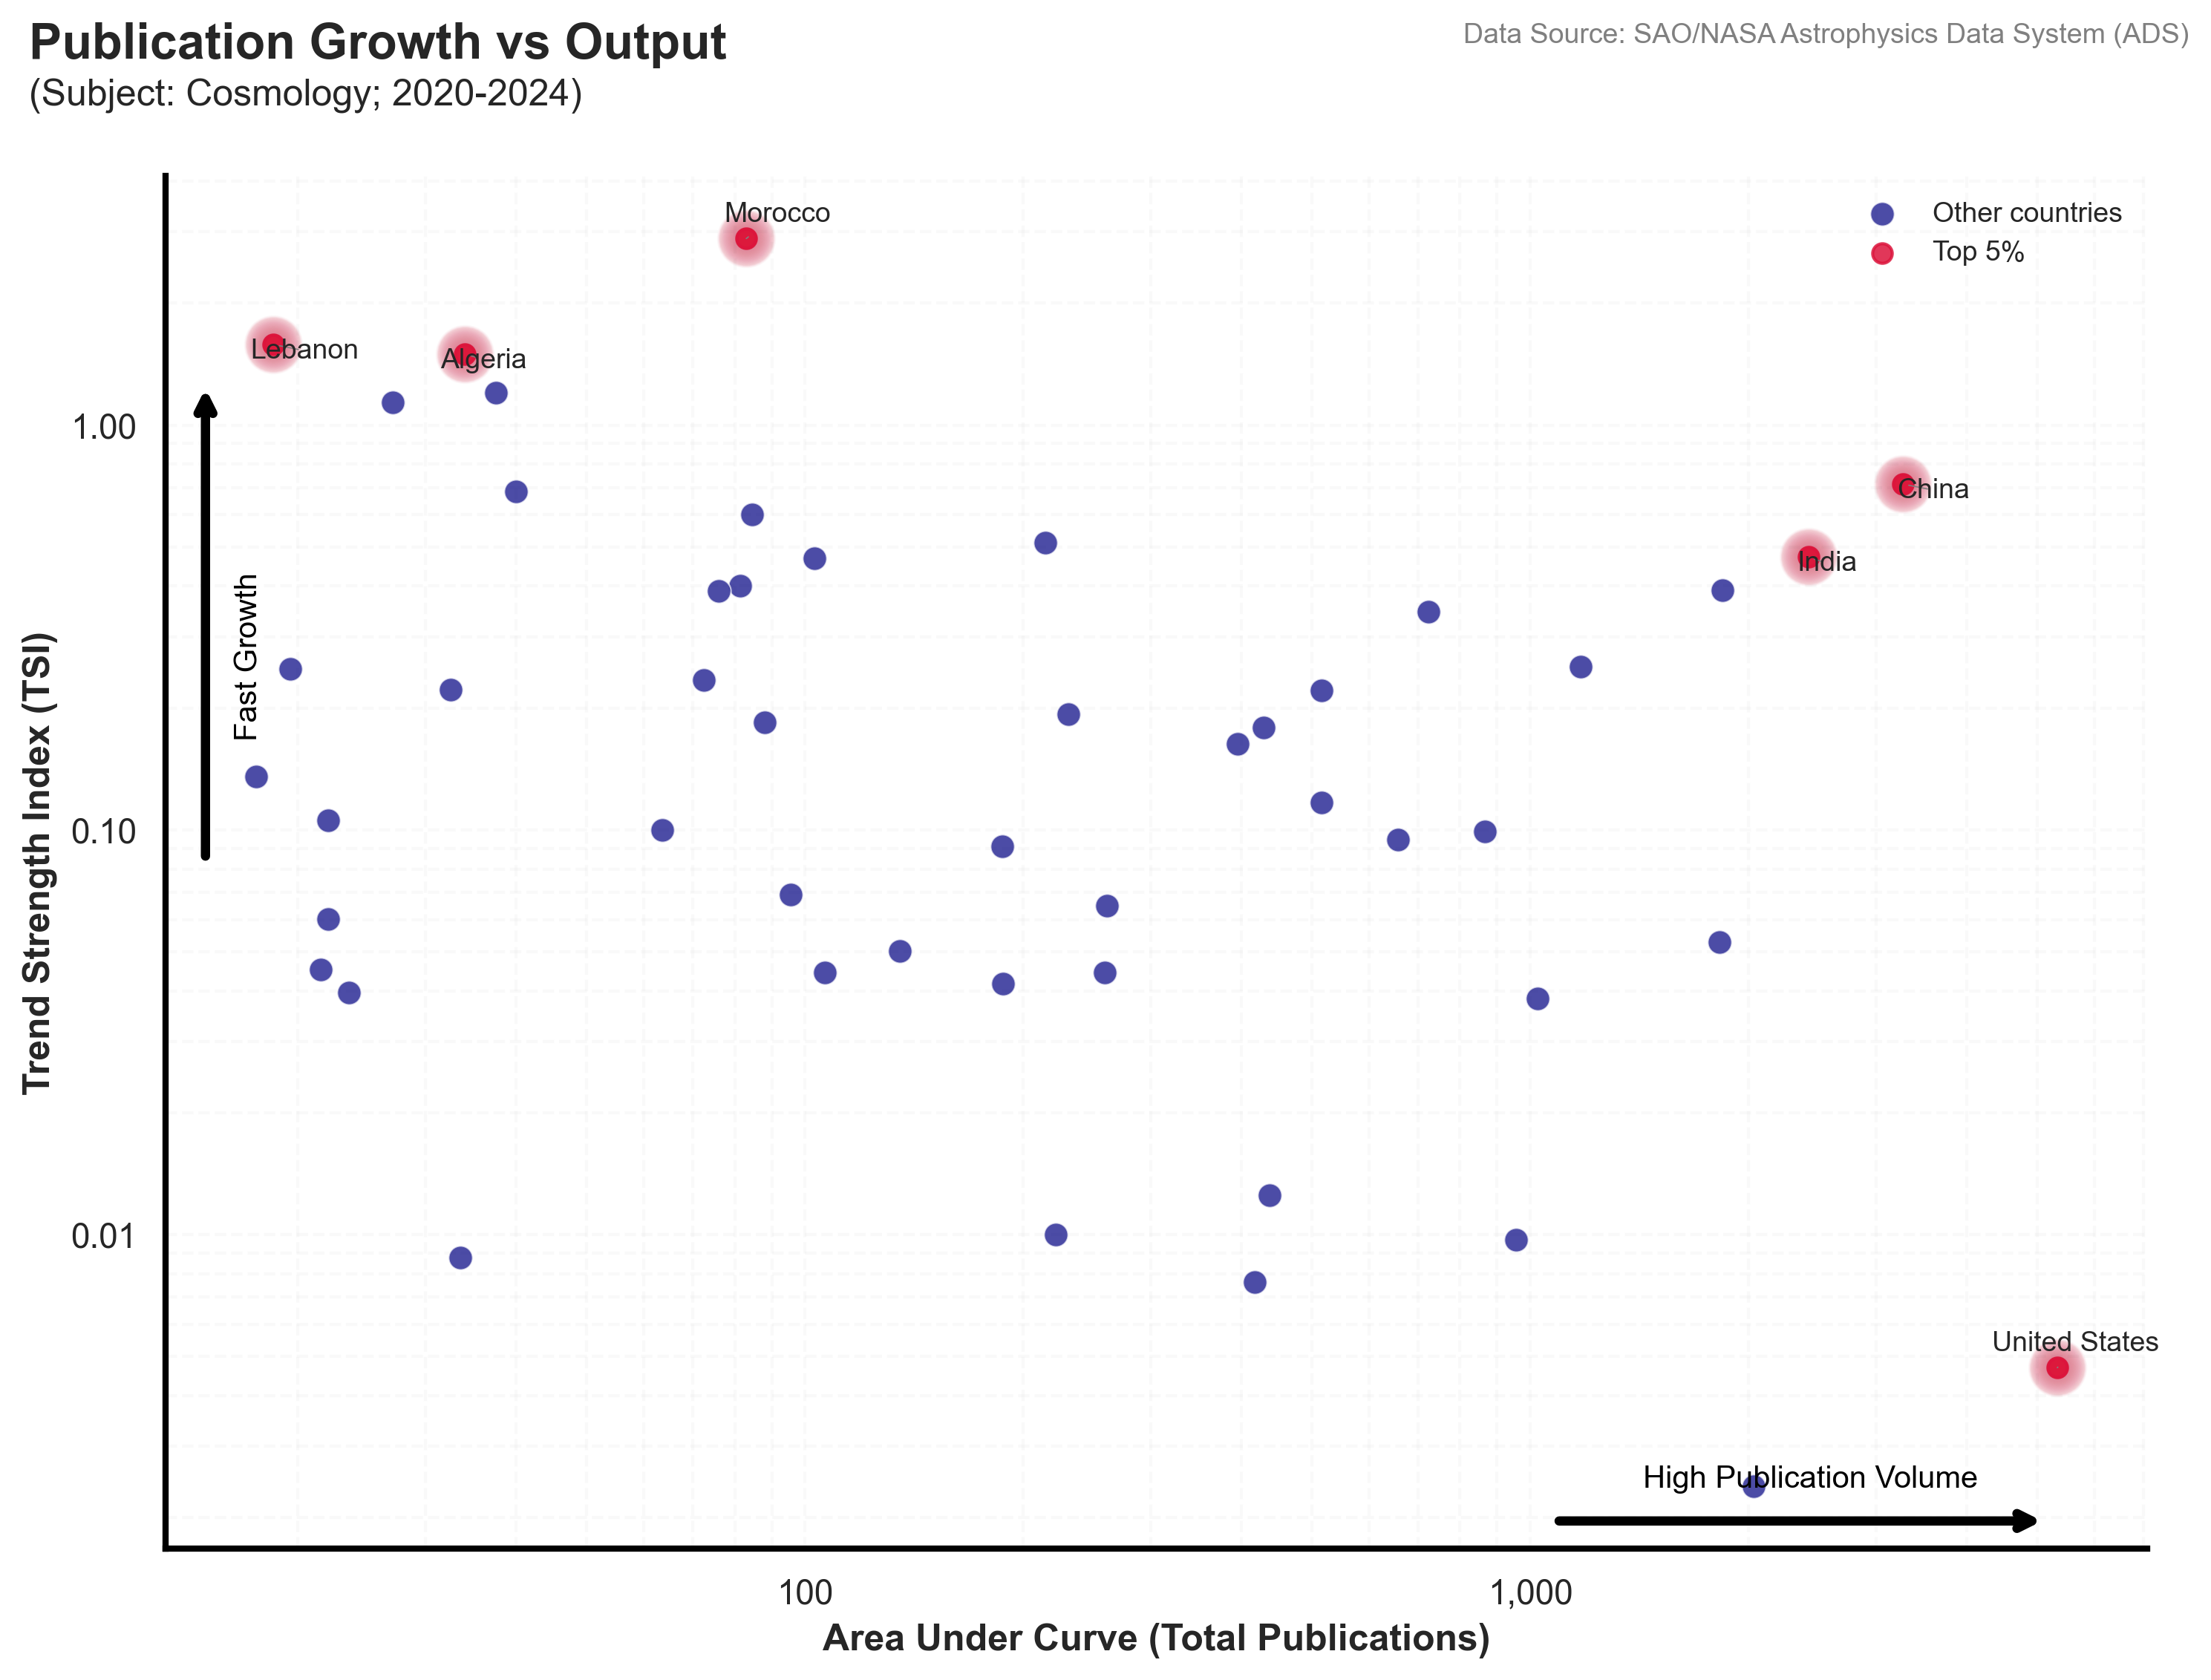 Publication Growth vs Output
(Subject: Cosmology; 2020-2024)
Data Source: SAO/NASA Astrophysics Data System (ADS)
Other countries
Top 5%
Morocco
Lebanon
Algeria
China
India
United States
Fast Growth
High Publication Volume
1.00
0.10
0.01
Trend Strength Index (TSI)
100
1,000
Area Under Curve (Total Publications)